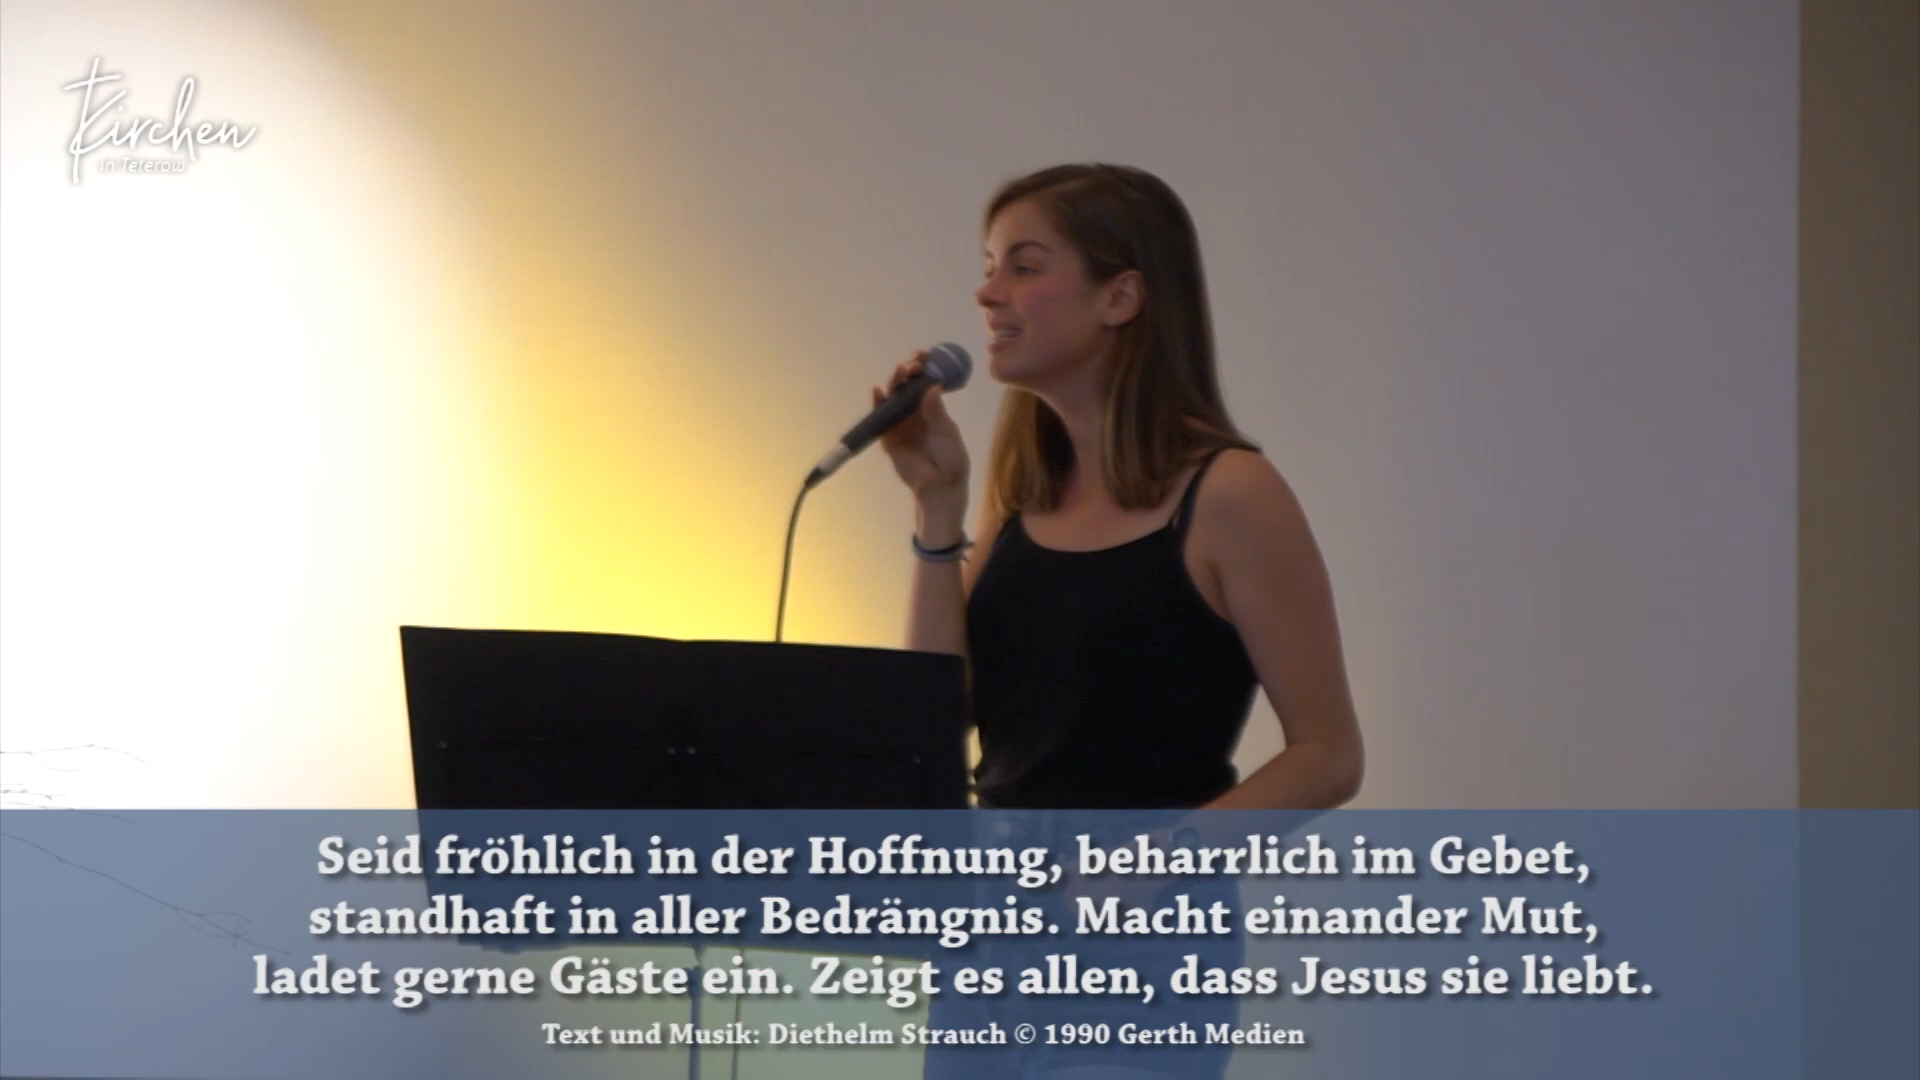 Kirchen
in Teterow
Seid fröhlich in der Hoffnung, beharrlich im Gebet,
standhaft in aller Bedrängnis. Macht einander Mut,
ladet gerne Gäste ein. Zeigt es allen, dass Jesus sie liebt.
Text und Musik: Diethelm Strauch © 1990 Gerth Medien